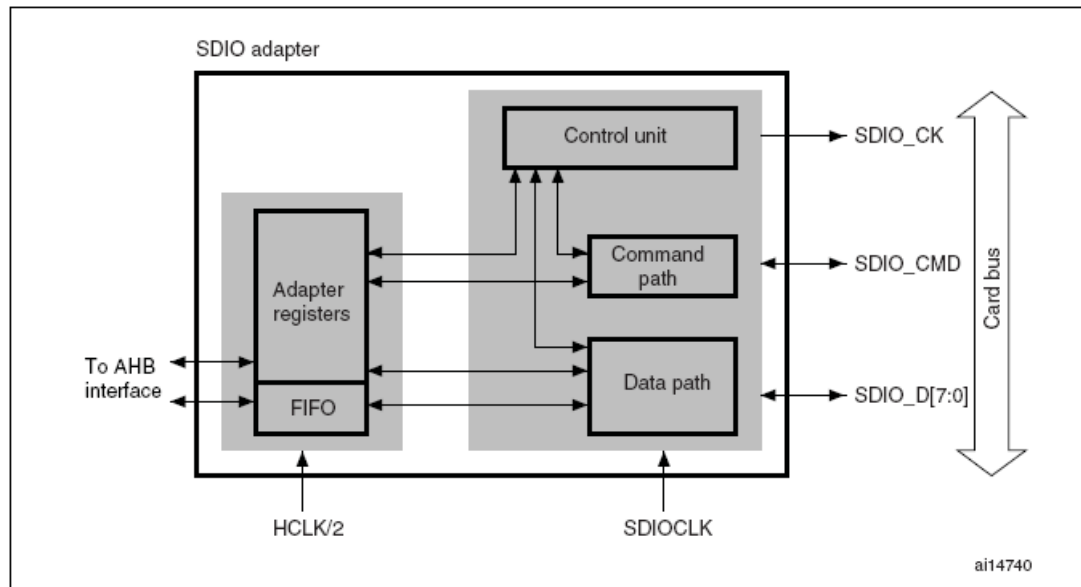 SDIO adapter
Control unit
SDIO_CK
Command
path
SDIO_CMD
Adapter
registers
Card bus
To AHB
interface
FIFO
Data path
SDIO_D[7:0]
HCLK/2
SDIOCLK
ai14740